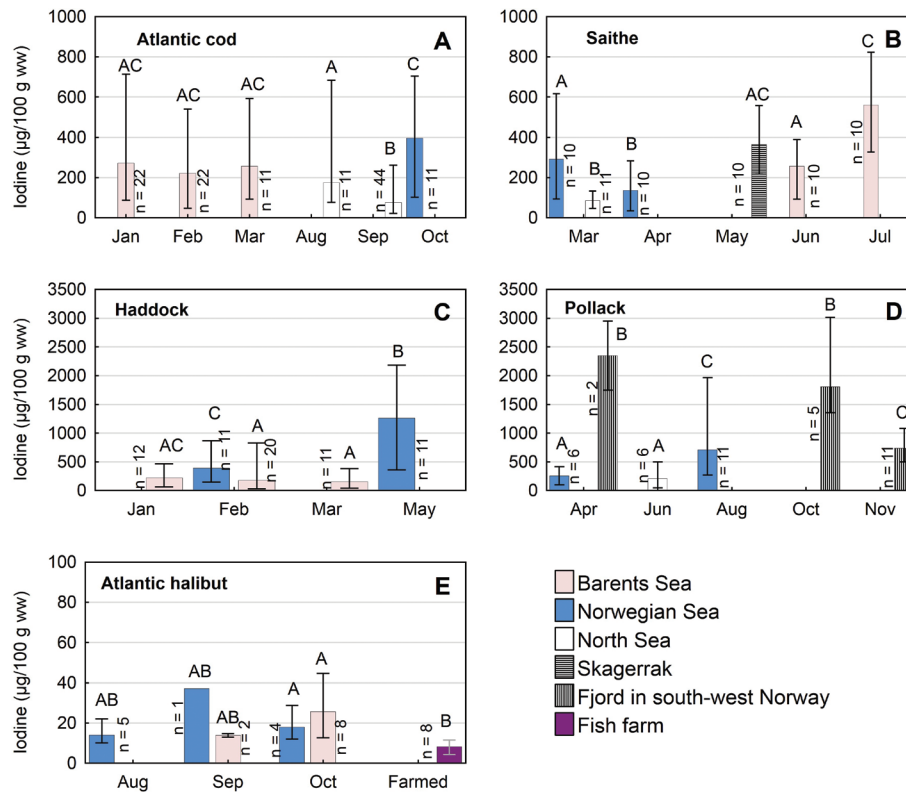 Atlantic cod
A
Iodine (µg/100 g ww)
1000
800
600
400
200
0
AC
AC
AC
A
B
C
n = 22
n = 22
n = 11
n = 11
n = 44
n = 11
Jan Feb Mar Aug Sep Oct
Saithe
B
1000
800
600
400
200
0
A
B
B
AC
A
C
n = 10
n = 11
n = 10
n = 10
n = 10
n = 10
Mar Apr May Jun Jul
Haddock
C
Iodine (µg/100 g ww)
3500
3000
2500
2000
1500
1000
500
0
AC
C
A
A
B
n = 12
n = 11
n = 20
n = 11
n = 11
Jan Feb Mar May
Pollack
D
3500
3000
2500
2000
1500
1000
500
0
A
B
A
C
B
C
n = 6
n = 2
n = 6
n = 11
n = 5
n = 11
Apr Jun Aug Oct Nov
Atlantic halibut
E
Iodine (µg/100 g ww)
100
80
60
40
20
0
AB
AB
AB
A
A
B
n = 5
n = 1
n = 2
n = 4
n = 8
n = 8
Aug Sep Oct Farmed
Barents Sea
Norwegian Sea
North Sea
Skagerrak
Fjord in south-west Norway
Fish farm